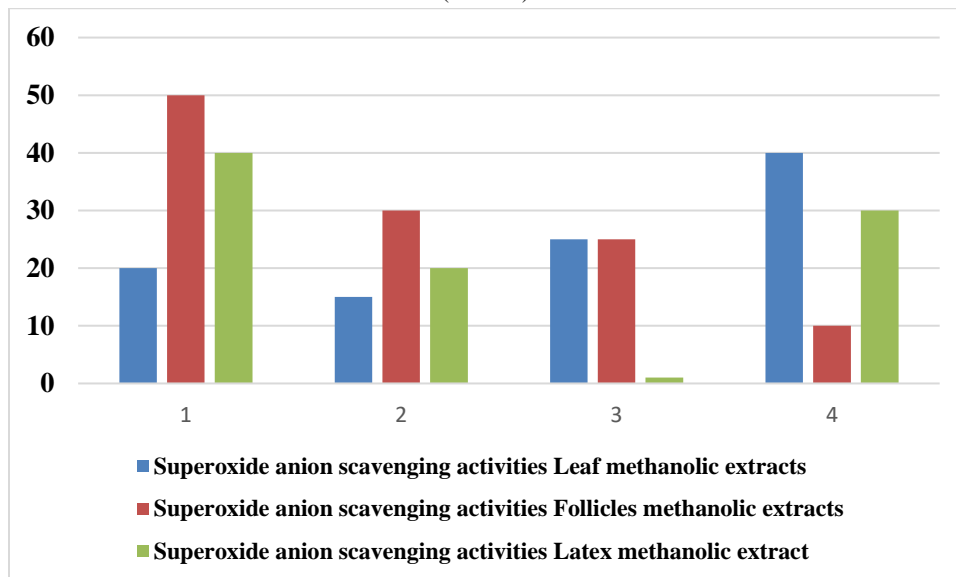 60
50
40
30
20
10
0
1 2 3 4
Superoxide anion scavenging activities Leaf methanolic extracts
Superoxide anion scavenging activities Follicles methanolic extracts
Superoxide anion scavenging activities Latex methanolic extract